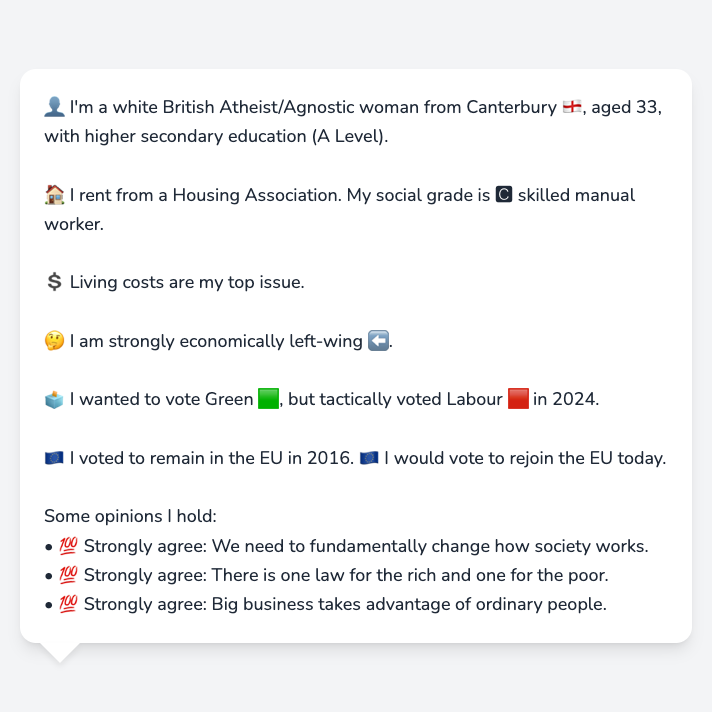 👤 I'm a white British Atheist/Agnostic woman from Canterbury 🏴󠁧󠁢󠁥󠁮󠁧󠁿, aged 33,
with higher secondary education (A Level).
🏠 I rent from a Housing Association. My social grade is C skilled manual
worker.
💲 Living costs are my top issue.
🤔 I am strongly economically left-wing ⬅️.
🗳️ I wanted to vote Green 🟩, but tactically voted Labour 🟥 in 2024.
🇪🇺 I voted to remain in the EU in 2016. 🇪🇺 I would vote to rejoin the EU today.
Some opinions I hold:
• 💯 Strongly agree: We need to fundamentally change how society works.
• 💯 Strongly agree: There is one law for the rich and one for the poor.
• 💯 Strongly agree: Big business takes advantage of ordinary people.